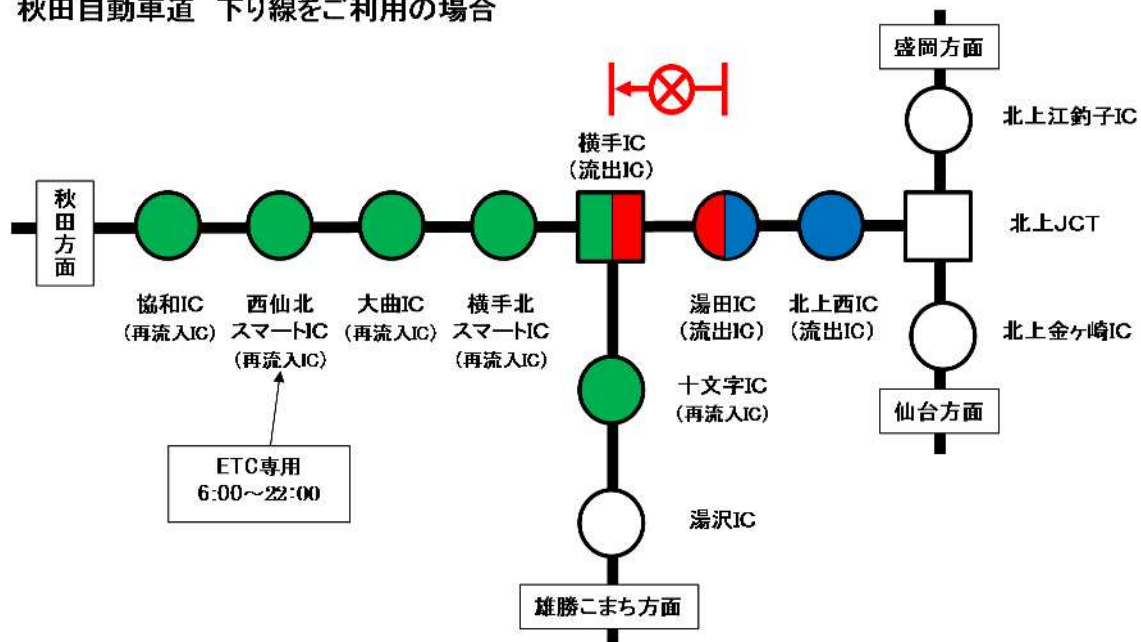 秋田自動車道　下り線をご利用の場合
盛岡方面
北上江釣子IC
横手IC
(流出IC)
秋田方面
北上JCT
協和IC
(再流入IC)
西仙北
スマートIC
(再流入IC)
大曲IC
(再流入IC)
横手北
スマートIC
(再流入IC)
湯田IC
(流出IC)
北上西IC
(流出IC)
北上金ヶ崎IC
十文字IC
(再流入IC)
仙台方面
ETC専用
6:00～22:00
湯沢IC
雄勝こまち方面